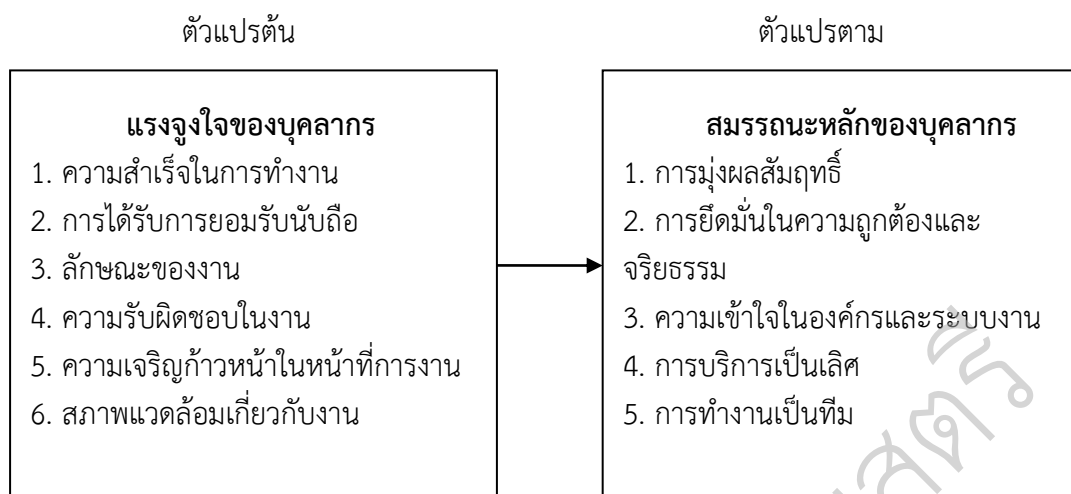 ตัวแปรต้น
ตัวแปรตาม
แรงจูงใจของบุคลากร
1. ความสำเร็จในการทำงาน
2. การได้รับการยอมรับนับถือ
3. ลักษณะของงาน
4. ความรับผิดชอบในงาน
5. ความเจริญก้าวหน้าในหน้าที่การงาน
6. สภาพแวดล้อมเกี่ยวกับงาน
สมรรถนะหลักของบุคลากร
1. การมุ่งผลสัมฤทธิ์
2. การยึดมั่นในความถูกต้องและ
จริยธรรม
3. ความเข้าใจในองค์กรและระบบงาน
4. การบริการเป็นเลิศ
5. การทำงานเป็นทีม